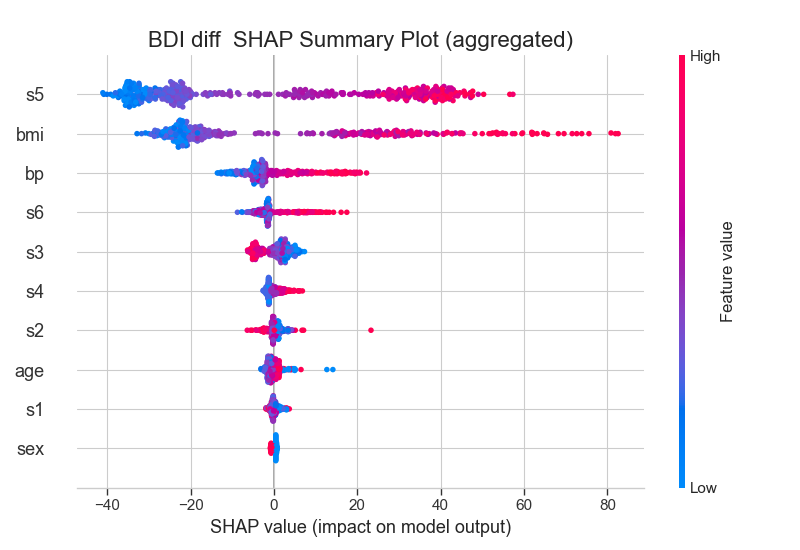 BDI diff  SHAP Summary Plot (aggregated)
High
s5
bmi
bp
s6
s3
s4
s2
age
s1
sex
Feature value
Low
−40 −20 0 20 40 60 80
SHAP value (impact on model output)